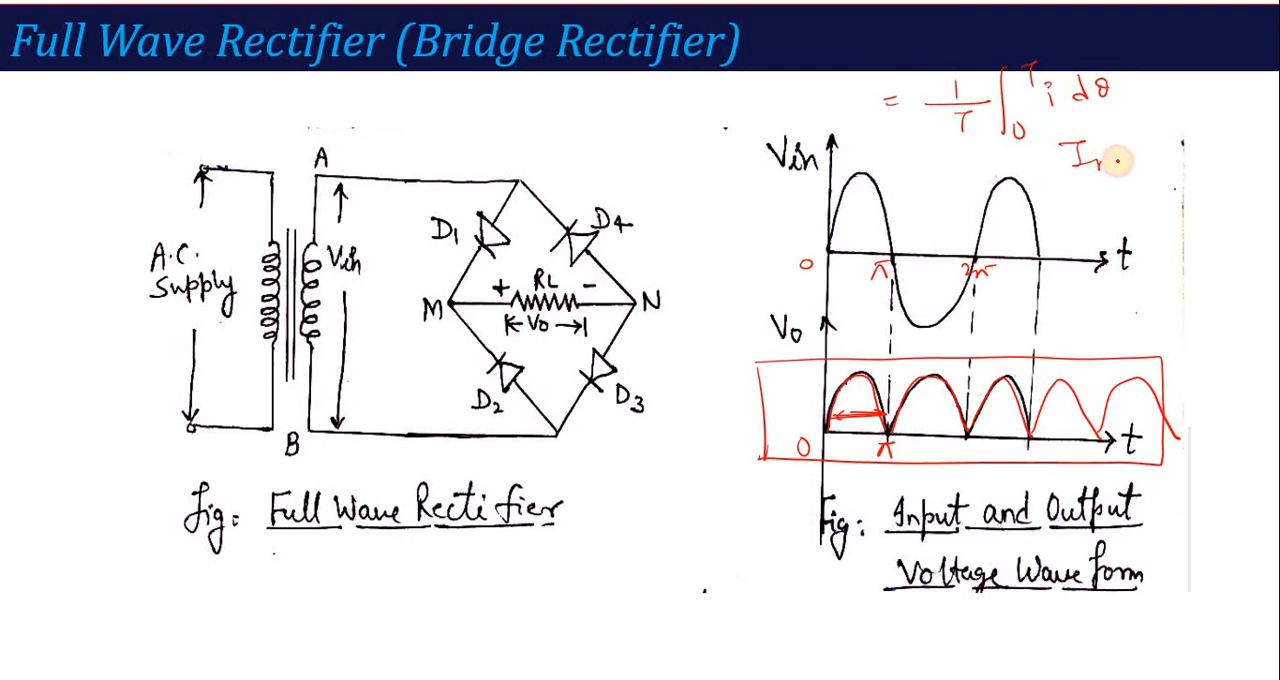 Full Wave Rectifier (Bridge Rectifier)
= 1/T ∫₀ᵀ i dθ
A
A.C.
Supply
Vin
B
D1
D4
RL
+ -
M
N
Vo
D2
D3
Fig: Full Wave Rectifier
Vin
0
π
2π
t
Vo
0
π
t
Fig: Input and Output
Voltage Wave form